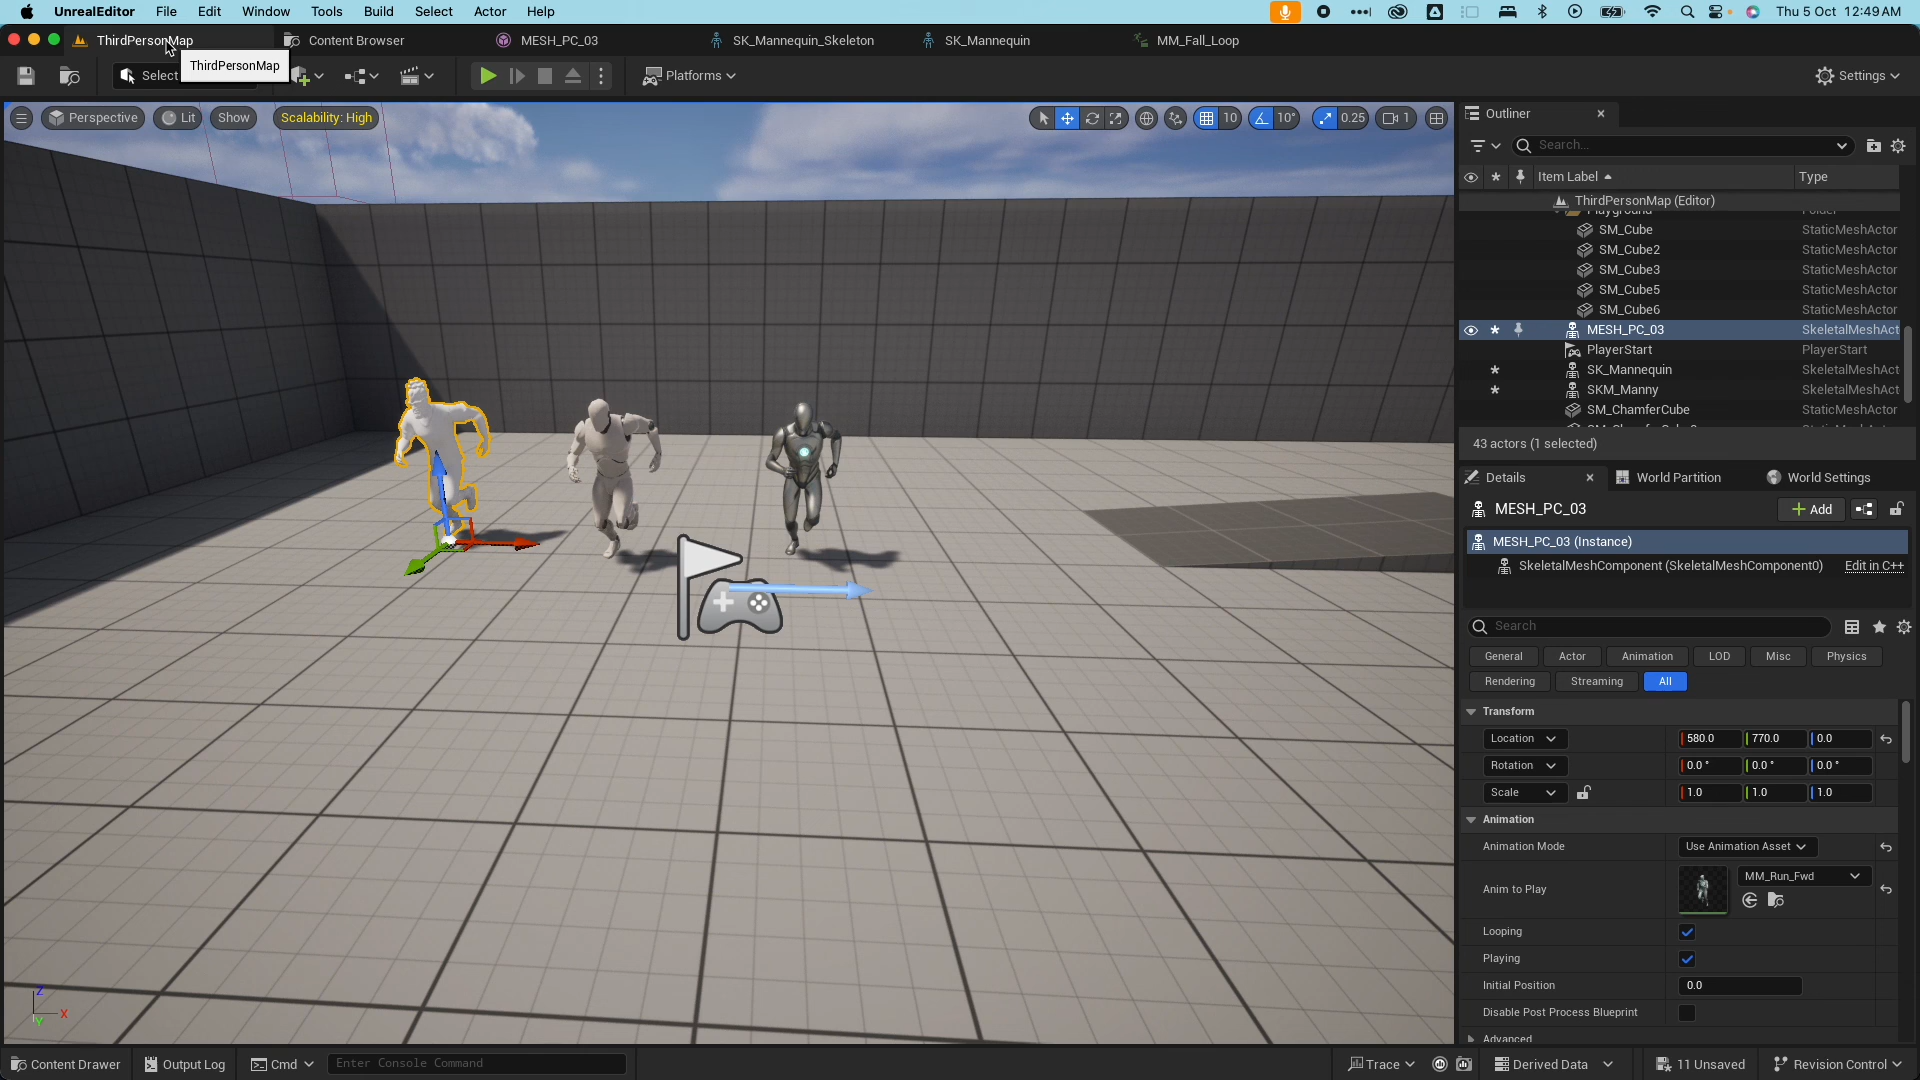 UnrealEditor File Edit Window Tools Build Select Actor Help Thu 5 Oct 12:49 AM
ThirdPersonMap Content Browser MESH_PC_03 SK_Mannequin_Skeleton SK_Mannequin MM_Fall_Loop
ThirdPersonMap
Select Platforms Settings
Perspective Lit Show Scalability: High 10 10° 0.25 1
Outliner
Search...
Item Label Type
ThirdPersonMap (Editor)
Playground Folder
SM_Cube StaticMeshActor
SM_Cube2 StaticMeshActor
SM_Cube3 StaticMeshActor
SM_Cube5 StaticMeshActor
SM_Cube6 StaticMeshActor
MESH_PC_03 SkeletalMeshAct
PlayerStart PlayerStart
SK_Mannequin SkeletalMeshAct
SKM_Manny SkeletalMeshAct
SM_ChamferCube StaticMeshActor
43 actors (1 selected)
Details World Partition World Settings
MESH_PC_03 Add
MESH_PC_03 (Instance)
SkeletalMeshComponent (SkeletalMeshComponent0) Edit in C++
Search
General Actor Animation LOD Misc Physics
Rendering Streaming All
Transform
Location 580.0 770.0 0.0
Rotation 0.0 ° 0.0 ° 0.0 °
Scale 1.0 1.0 1.0
Animation
Animation Mode Use Animation Asset
Anim to Play MM_Run_Fwd
Looping
Playing
Initial Position 0.0
Disable Post Process Blueprint
Advanced
Z
X
Y
Content Drawer Output Log Cmd Enter Console Command Trace Derived Data 11 Unsaved Revision Control